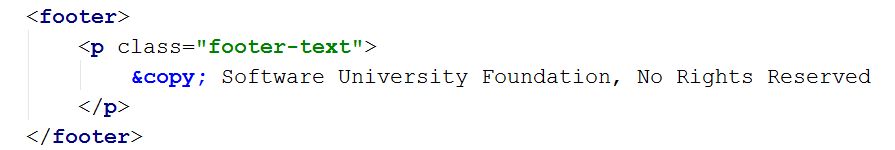 <footer>
<p class="footer-text">
&copy; Software University Foundation, No Rights Reserved
</p>
</footer>